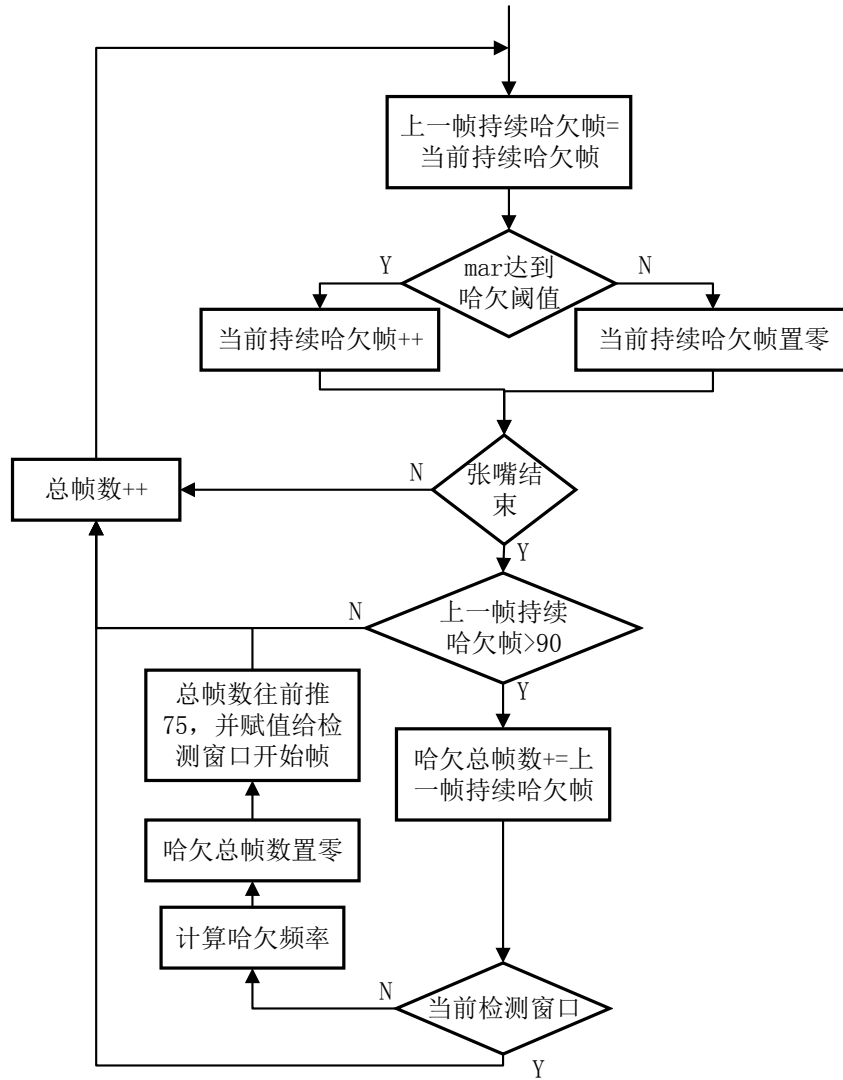 上一帧持续哈欠帧=
当前持续哈欠帧
Y
mar达到
哈欠阈值
N
当前持续哈欠帧++
当前持续哈欠帧置零
总帧数++
N
张嘴结
束
Y
N
上一帧持续
哈欠帧>90
Y
总帧数往前推
75，并赋值给检
测窗口开始帧
哈欠总帧数+=上
一帧持续哈欠帧
哈欠总帧数置零
计算哈欠频率
N
当前检测窗口
Y